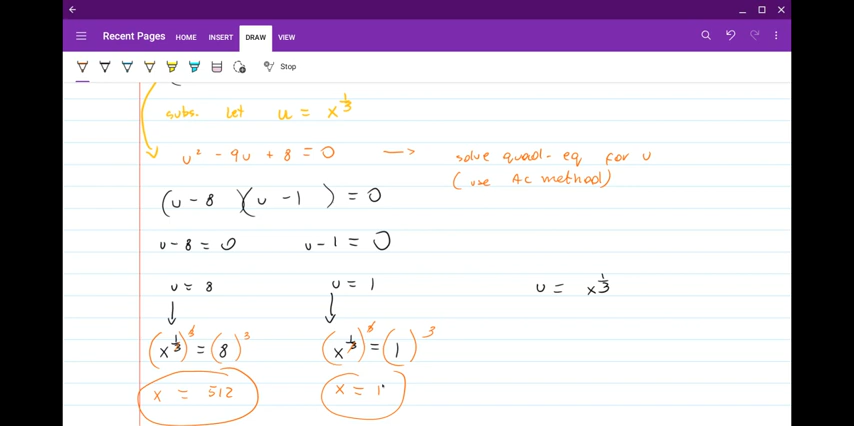 Recent Pages HOME INSERT DRAW VIEW
Stop
subs. Let u = x^(1/3)
u² - 9u + 8 = 0 → solve quad. eq for u
(use AC method)
(u - 8)(u - 1) = 0
u - 8 = 0 u - 1 = 0
u = 8 u = 1 u = x^(1/3)
(x^(1/3))^3 = (8)^3 (x^(1/3))^3 = (1)^3
x = 512 x = 1